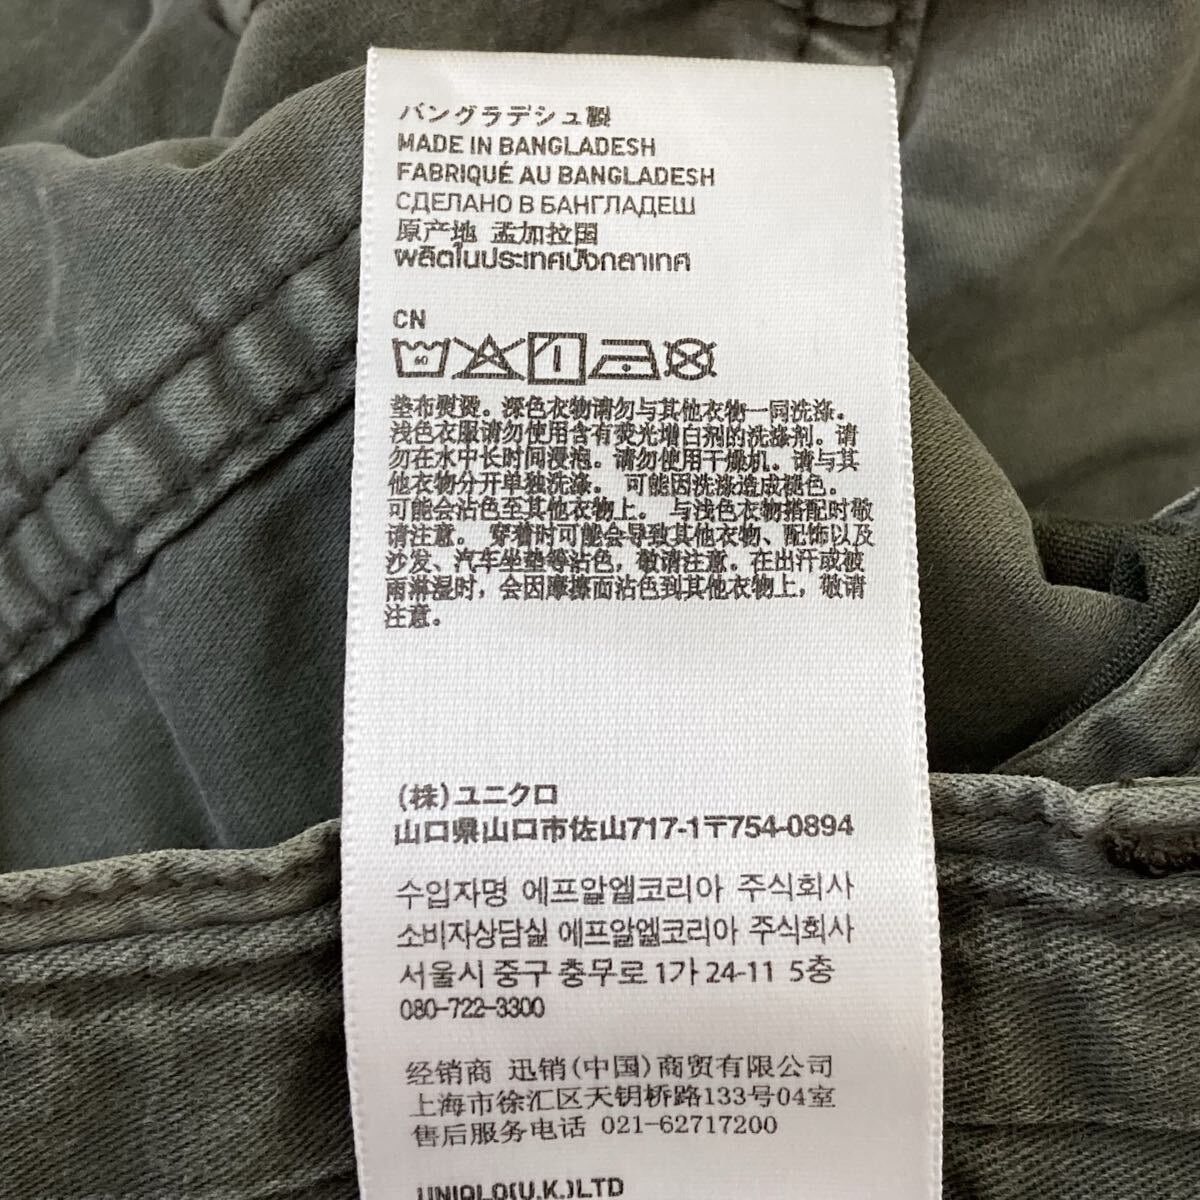 バングラデシュ製
MADE IN BANGLADESH
FABRIQUÉ AU BANGLADESH
СДЕЛАНО В БАНГЛАДЕШ
原产地 孟加拉国
ผลิตในประเทศบังกลาเทศ
CN
60
垫布熨烫。深色衣物请勿与其他衣物一同洗涤。
浅色衣服请勿使用含有荧光增白剂的洗涤剂。请
勿在水中长时间浸泡。请勿使用干燥机。请与其
他衣物分开单独洗涤。 可能因洗涤造成褪色。
可能会沾色至其他衣物上。 与浅色衣物搭配时敬
请注意。 穿着时可能会导致其他衣物、配饰以及
沙发、汽车坐垫等沾色，敬请注意。在出汗或被
雨淋湿时，会因摩擦而沾色到其他衣物上，敬请
注意。
(株)ユニクロ
山口県山口市佐山717-1〒754-0894
수입자명 에프알엘코리아 주식회사
소비자상담실 에프알엘코리아 주식회사
서울시 중구 충무로 1가 24-11 5층
080-722-3300
经销商 迅销(中国)商贸有限公司
上海市徐汇区天钥桥路133号04室
售后服务电话 021-62717200
UNIQLO(U.K.)LTD